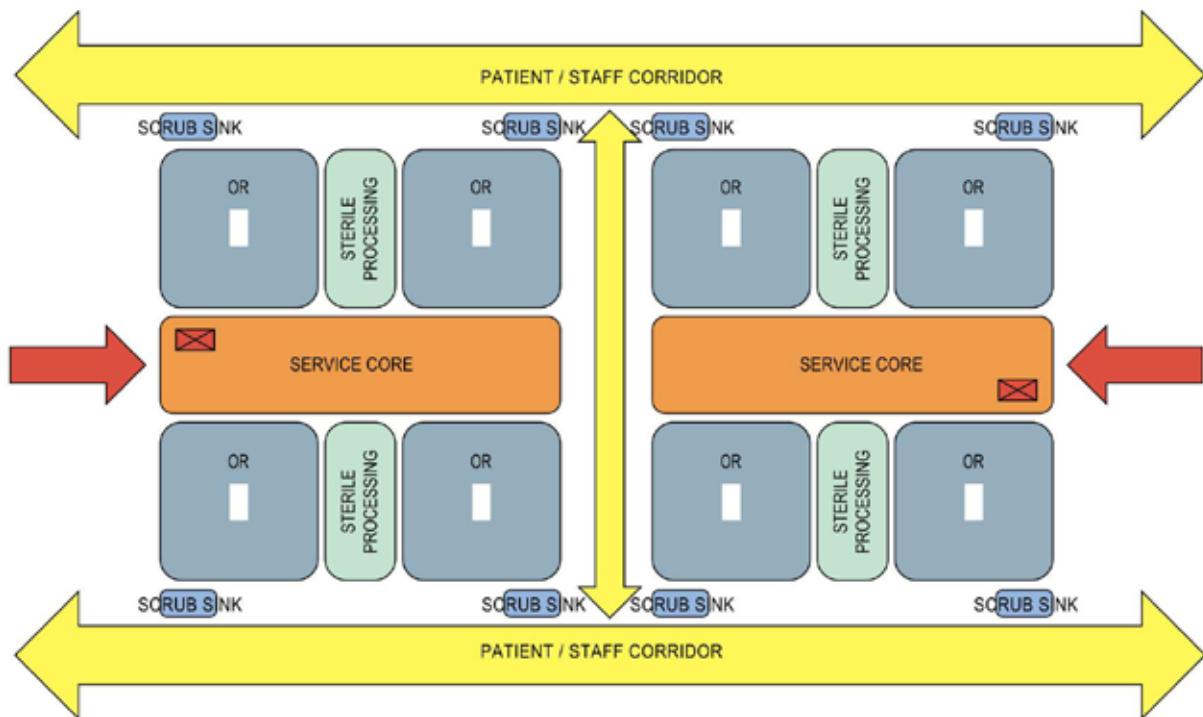 PATIENT / STAFF CORRIDOR
SCRUB SINK
SCRUB SINK
SCRUB SINK
SCRUB SINK
OR
STERILE
PROCESSING
OR
OR
STERILE
PROCESSING
OR
SERVICE CORE
SERVICE CORE
OR
STERILE
PROCESSING
OR
OR
STERILE
PROCESSING
OR
SCRUB SINK
SCRUB SINK
SCRUB SINK
SCRUB SINK
PATIENT / STAFF CORRIDOR